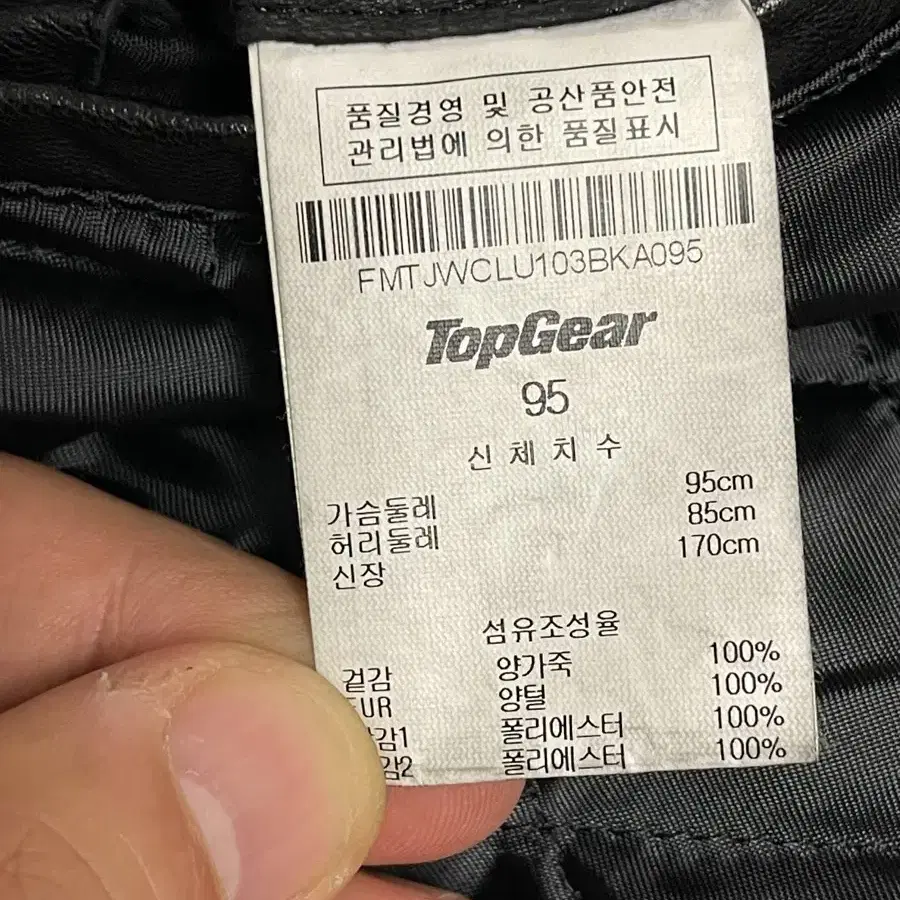 품질경영 및 공산품안전
관리법에 의한 품질표시
FMTJWCLU103BKA095
TopGear
95
신체치수
가슴둘레 95cm
허리둘레 85cm
신장 170cm
섬유조성율
겉감 양가죽 100%
UR 양털 100%
감1 폴리에스터 100%
감2 폴리에스터 100%